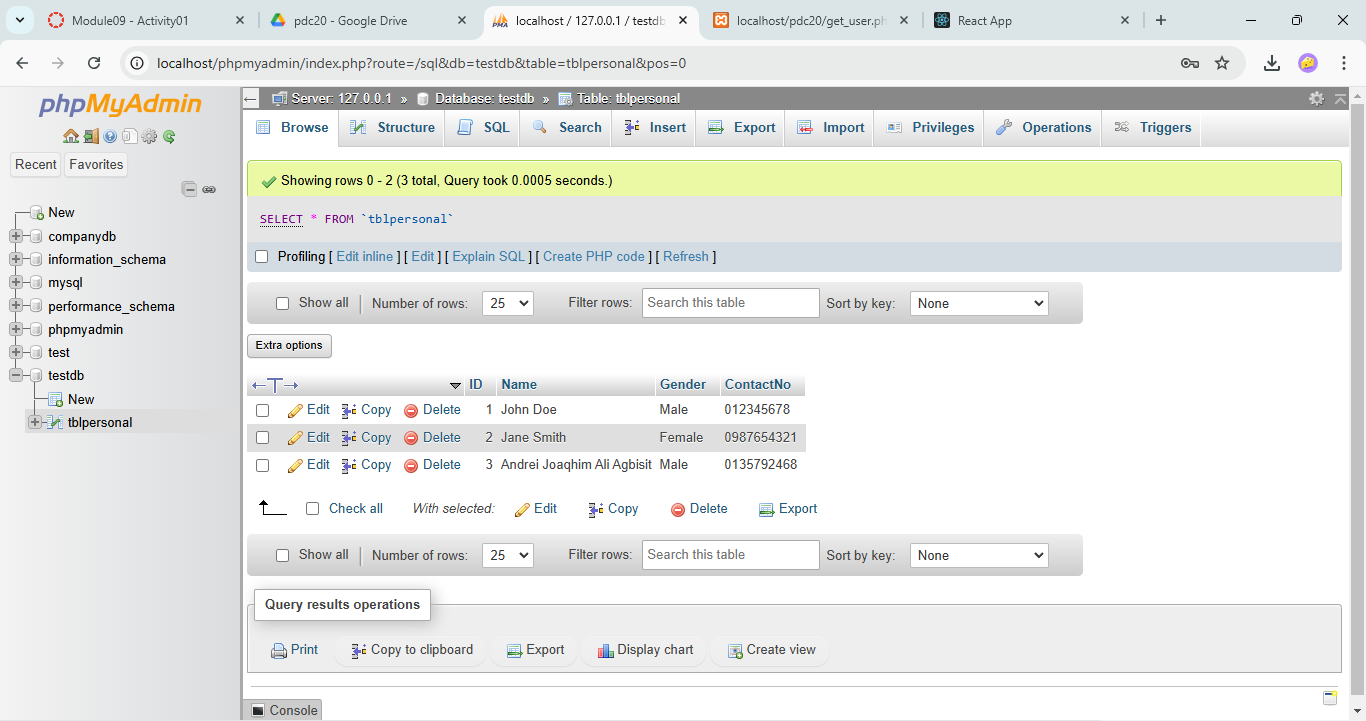 Module09 - Activity01
pdc20 - Google Drive
localhost / 127.0.0.1 / testdb
localhost/pdc20/get_user.ph
React App
localhost/phpmyadmin/index.php?route=/sql&db=testdb&table=tblpersonal&pos=0
phpMyAdmin
Recent Favorites
New
companydb
information_schema
mysql
performance_schema
phpmyadmin
test
testdb
New
tblpersonal
Server: 127.0.0.1 » Database: testdb » Table: tblpersonal
Browse Structure SQL Search Insert Export Import Privileges Operations Triggers
Showing rows 0 - 2 (3 total, Query took 0.0005 seconds.)
SELECT * FROM `tblpersonal`
Profiling [ Edit inline ] [ Edit ] [ Explain SQL ] [ Create PHP code ] [ Refresh ]
Show all Number of rows: 25 Filter rows: Search this table Sort by key: None
Extra options
ID Name Gender ContactNo
Edit Copy Delete 1 John Doe Male 012345678
Edit Copy Delete 2 Jane Smith Female 0987654321
Edit Copy Delete 3 Andrei Joaqhim Ali Agbisit Male 0135792468
Check all With selected: Edit Copy Delete Export
Show all Number of rows: 25 Filter rows: Search this table Sort by key: None
Query results operations
Print Copy to clipboard Export Display chart Create view
Console